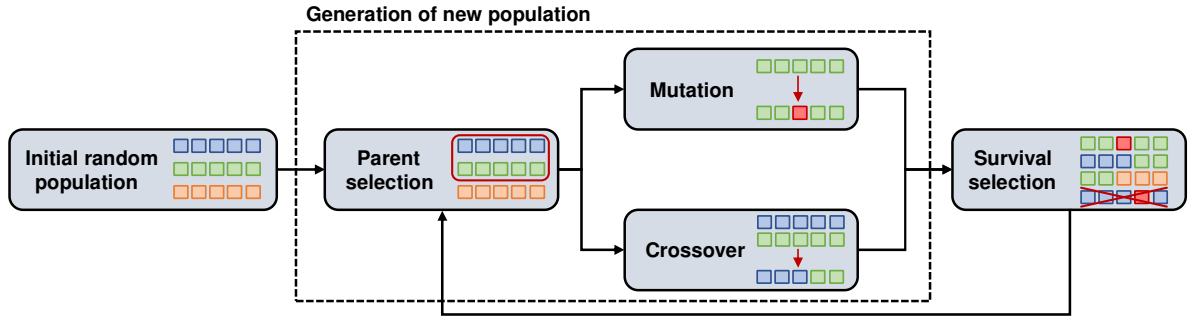 Generation of new population
Initial random
population
Parent
selection
Mutation
Crossover
Survival
selection